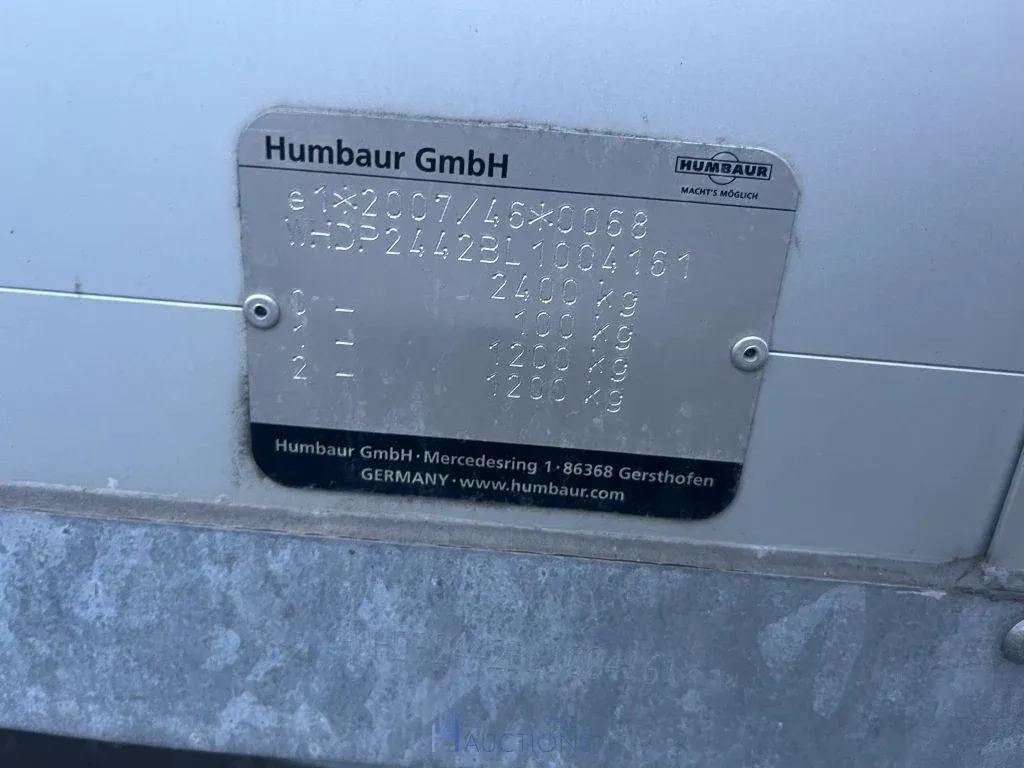 Humbaur GmbH
HUMBAUR
MACHT'S MÖGLICH
e1*2007/46*0068
WHDP2442BL1004161
2400 kg
0 - 100 kg
1 - 1200 kg
2 - 1200 kg
Humbaur GmbH · Mercedesring 1 · 86368 Gersthofen
GERMANY · www.humbaur.com
AUCTIONS